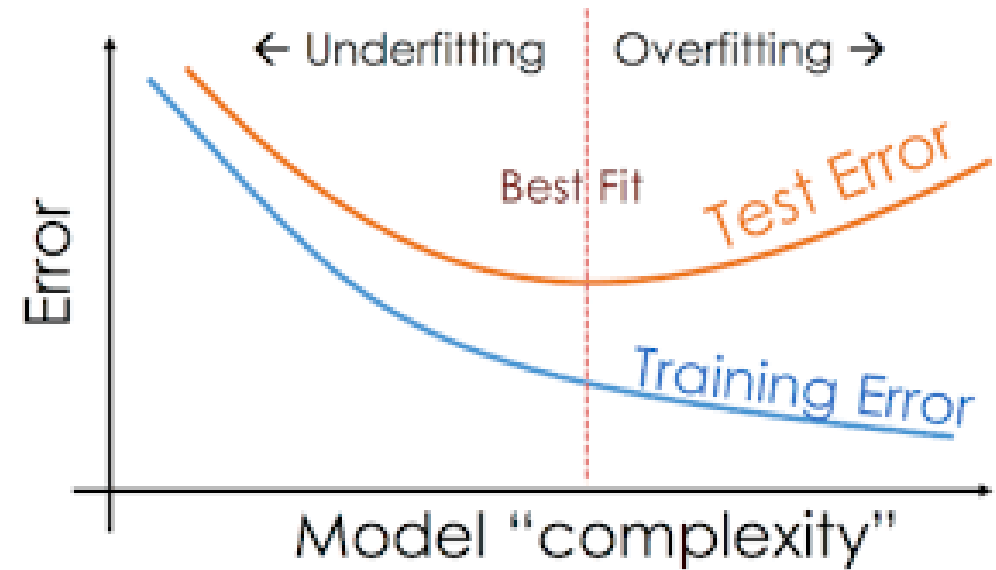 ← Underfitting
Overfitting →
Best Fit
Test Error
Error
Training Error
Model “complexity”